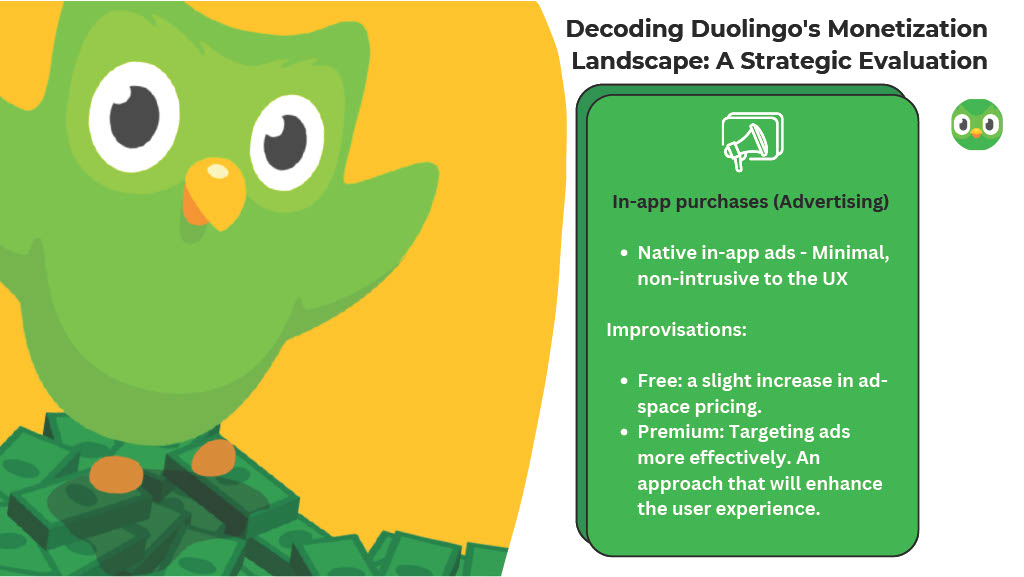 Decoding Duolingo's Monetization
Landscape: A Strategic Evaluation
In-app purchases (Advertising)
• Native in-app ads - Minimal,
non-intrusive to the UX
Improvisations:
• Free: a slight increase in ad-
space pricing.
• Premium: Targeting ads
more effectively. An
approach that will enhance
the user experience.